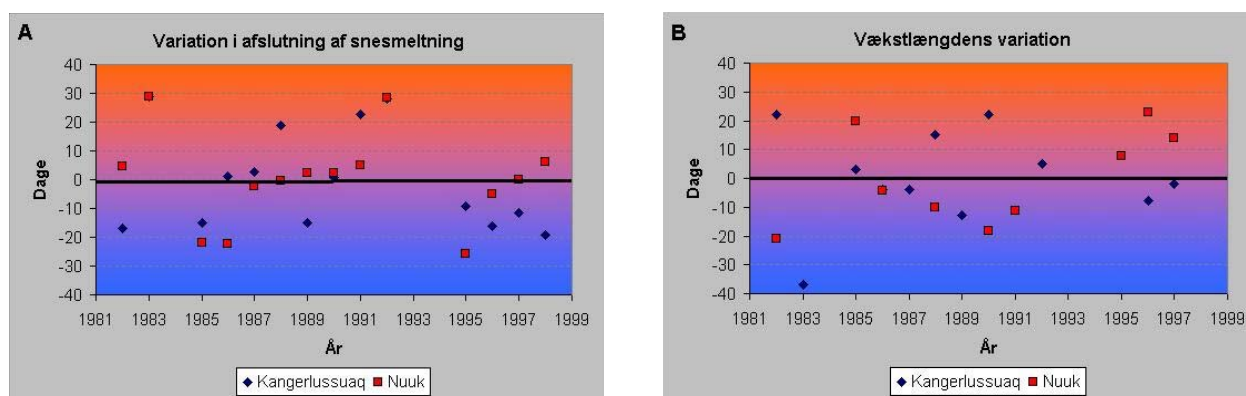 A
Variation i afslutning af snesmeltning
40
30
20
10
0
-10
-20
-30
-40
Dage
1981 1983 1985 1987 1989 1991 1993 1995 1997 1999
År
Kangerlussuaq Nuuk
B
Vækstlængdens variation
40
30
20
10
0
-10
-20
-30
-40
Dage
1981 1983 1985 1987 1989 1991 1993 1995 1997 1999
År
Kangerlussuaq Nuuk